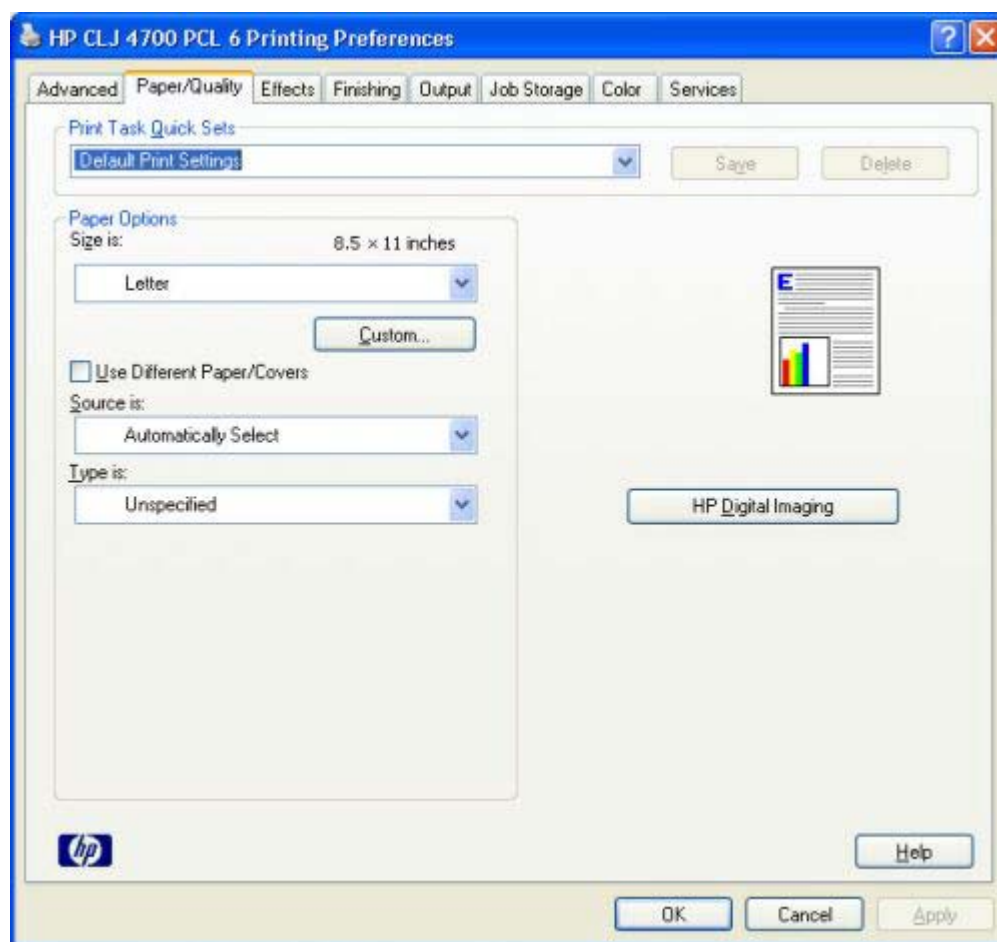 HP CLJ 4700 PCL 6 Printing Preferences
Advanced Paper/Quality Effects Finishing Output Job Storage Color Services
Print Task Quick Sets
Default Print Settings Save Delete
Paper Options
Size is: 8.5 × 11 inches
Letter
Custom...
Use Different Paper/Covers
Source is:
Automatically Select
Type is:
Unspecified
E
HP Digital Imaging
hp
Help
OK Cancel Apply